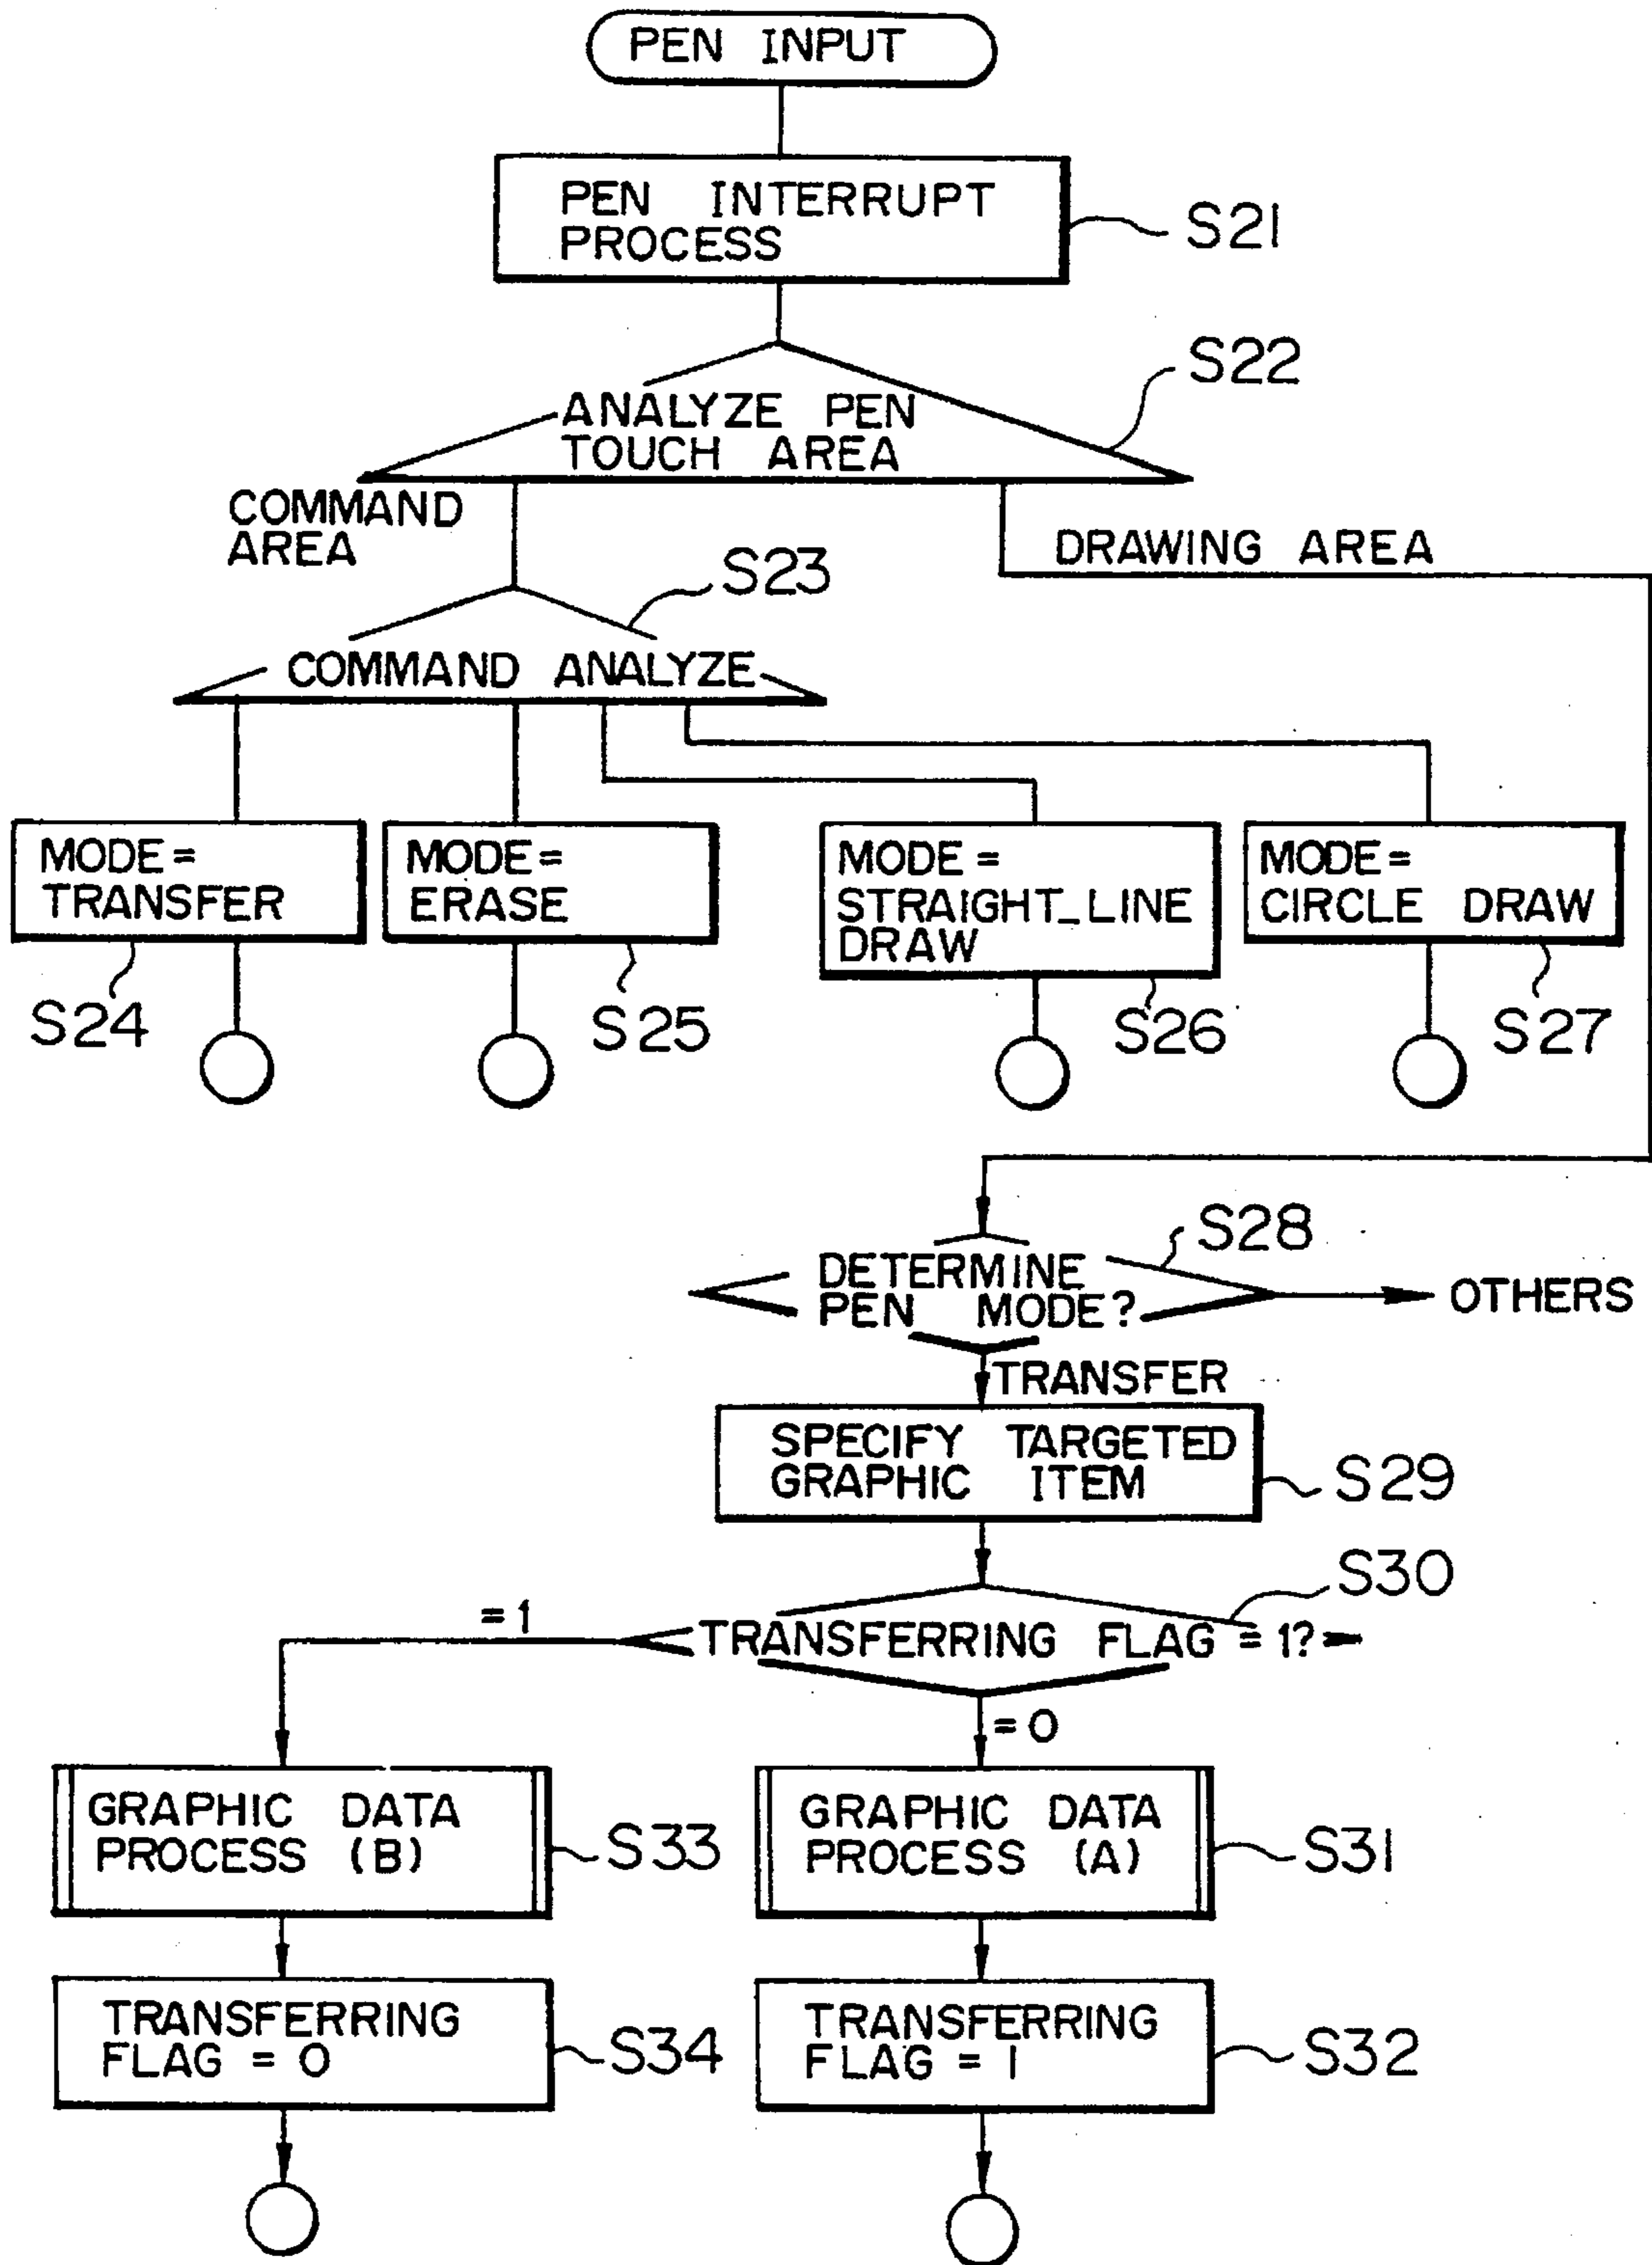 PEN INPUT
PEN INTERRUPT
PROCESS
S21
S22
ANALYZE PEN
TOUCH AREA
COMMAND
AREA
DRAWING AREA
S23
COMMAND ANALYZE
MODE=
TRANSFER
MODE=
ERASE
MODE=
STRAIGHT_LINE
DRAW
MODE=
CIRCLE DRAW
S24
S25
S26
S27
S28
DETERMINE
PEN MODE?
OTHERS
TRANSFER
SPECIFY TARGETED
GRAPHIC ITEM
S29
S30
=1
TRANSFERRING FLAG =1?
=0
GRAPHIC DATA
PROCESS (B)
S33
GRAPHIC DATA
PROCESS (A)
S31
TRANSFERRING
FLAG = 0
S34
TRANSFERRING
FLAG = 1
S32